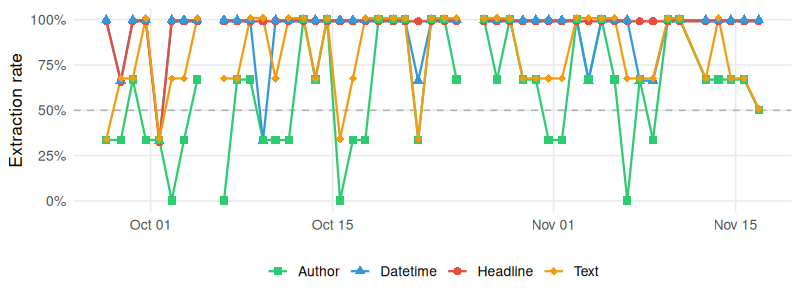 Extraction rate
100%
75%
50%
25%
0%
Oct 01 Oct 15 Nov 01 Nov 15
Author Datetime Headline Text